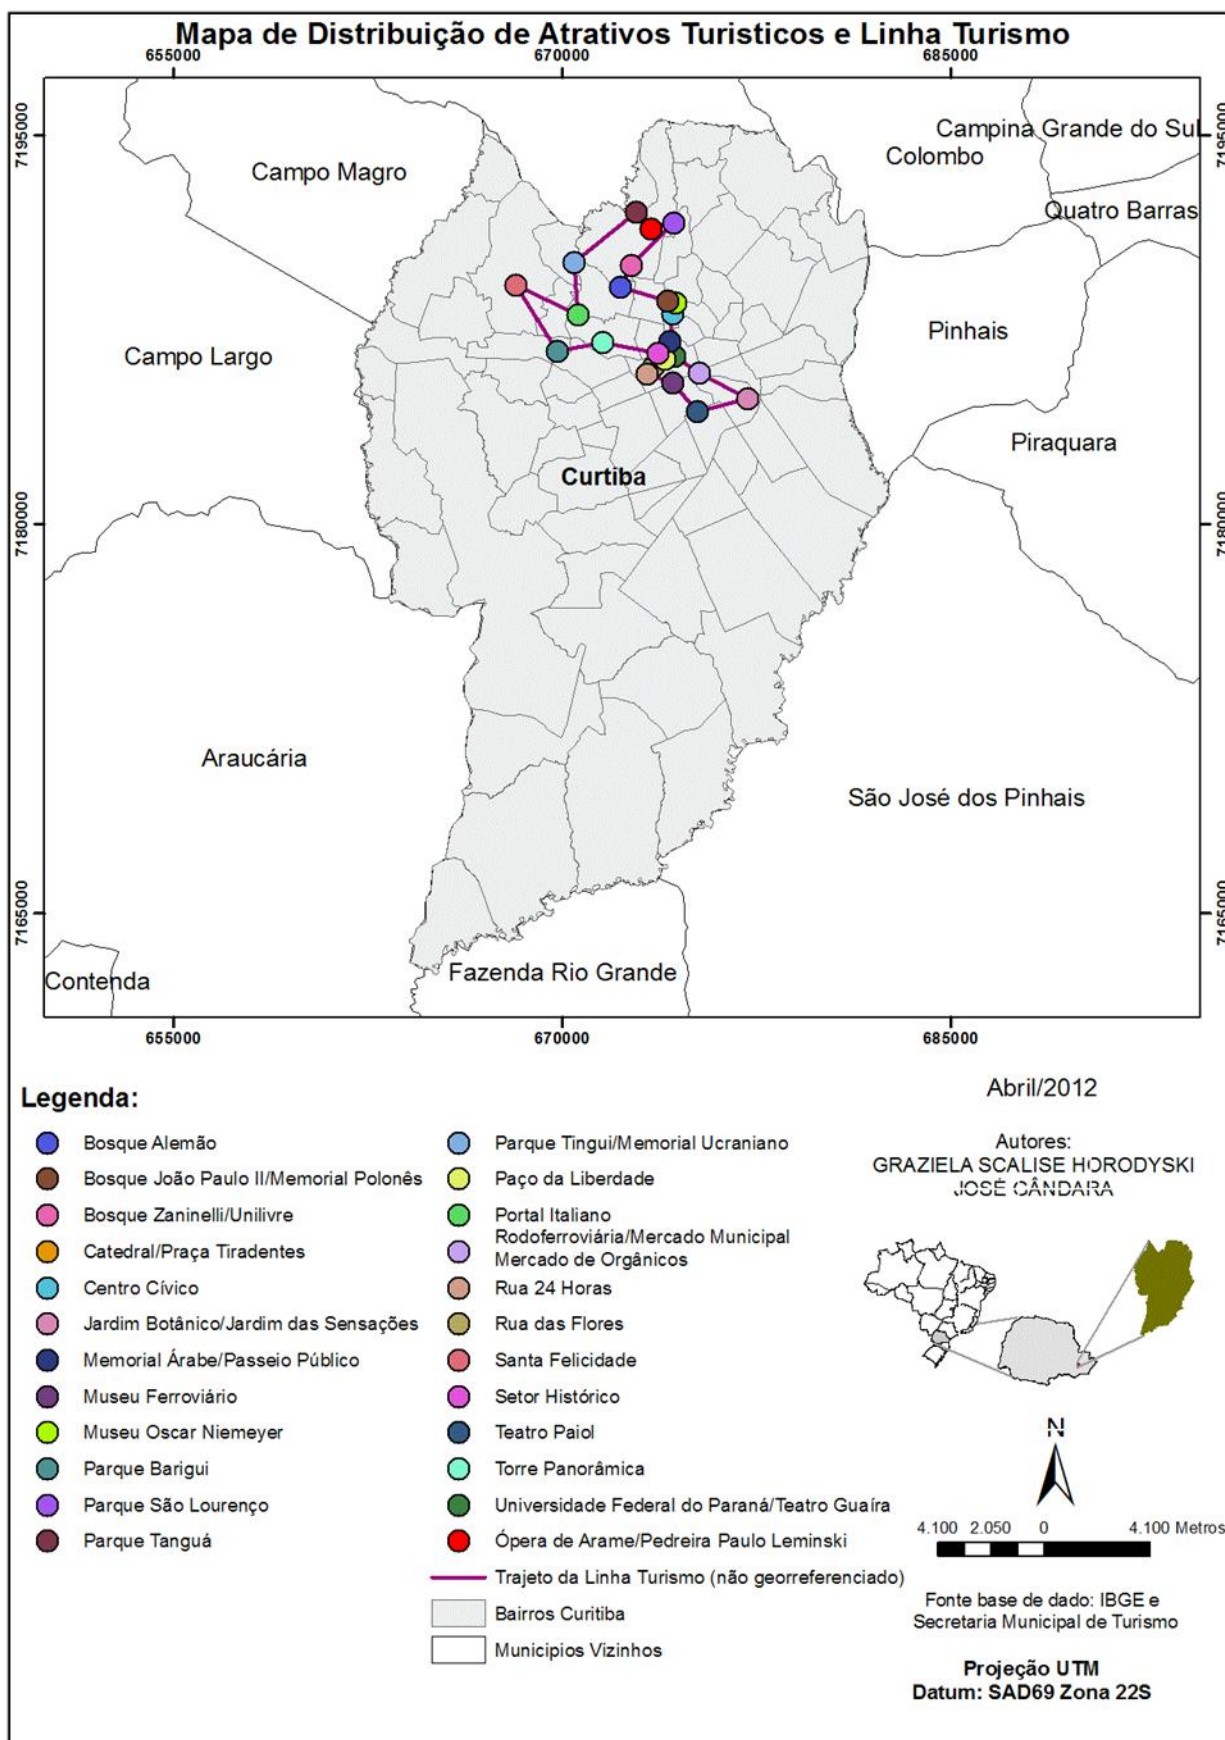 Mapa de Distribuição de Atrativos Turisticos e Linha Turismo
655000 670000 685000
7195000 7195000
Campina Grande do Sul
Colombo
Campo Magro
Quatro Barras
Pinhais
Campo Largo
Piraquara
Curtiba
7180000 7180000
Araucária
São José dos Pinhais
7165000 7165000
Fazenda Rio Grande
Contenda
655000 670000 685000
Legenda:
Bosque Alemão
Bosque João Paulo II/Memorial Polonês
Bosque Zaninelli/Unilivre
Catedral/Praça Tiradentes
Centro Cívico
Jardim Botânico/Jardim das Sensações
Memorial Árabe/Passeio Público
Museu Ferroviário
Museu Oscar Niemeyer
Parque Barigui
Parque São Lourenço
Parque Tanguá
Parque Tingui/Memorial Ucraniano
Paço da Liberdade
Portal Italiano
Rodoferroviária/Mercado Municipal
Mercado de Orgânicos
Rua 24 Horas
Rua das Flores
Santa Felicidade
Setor Histórico
Teatro Paiol
Torre Panorâmica
Universidade Federal do Paraná/Teatro Guaíra
Ópera de Arame/Pedreira Paulo Leminski
Trajeto da Linha Turismo (não georreferenciado)
Bairros Curitiba
Municipios Vizinhos
Abril/2012
Autores:
GRAZIELA SCALISE HORODYSKI
JOSÉ GÂNDARA
N
4.100 2.050 0 4.100 Metros
Fonte base de dado: IBGE e
Secretaria Municipal de Turismo
Projeção UTM
Datum: SAD69 Zona 22S